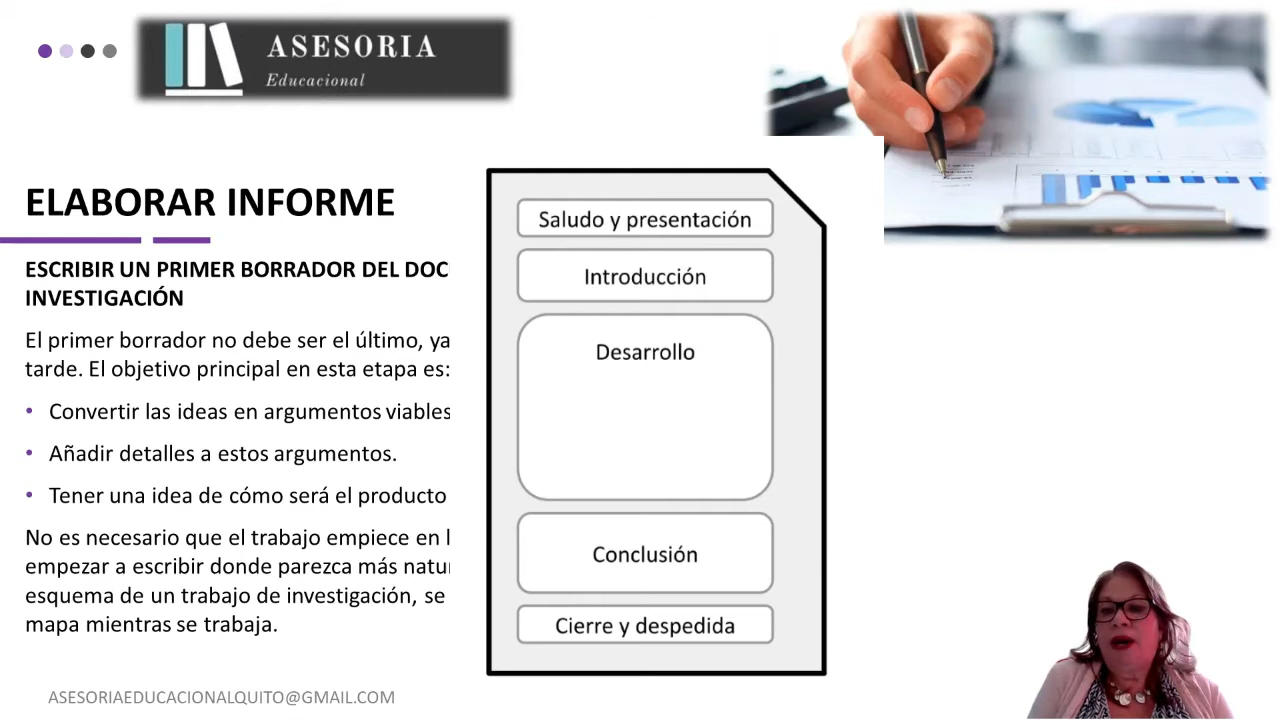 ASESORIA
Educacional
ELABORAR INFORME
ESCRIBIR UN PRIMER BORRADOR DEL
INVESTIGACIÓN
El primer borrador no debe ser el último, ya
tarde. El objetivo principal en esta etapa es:
• Convertir las ideas en argumentos viables
• Añadir detalles a estos argumentos.
• Tener una idea de cómo será el producto
No es necesario que el trabajo empiece en
empezar a escribir donde parezca más
esquema de un trabajo de investigación, se
mapa mientras se trabaja.
Saludo y presentación
Introducción
Desarrollo
Conclusión
Cierre y despedida
ASESORIAEDUCACIONALQUITO@GMAIL.COM